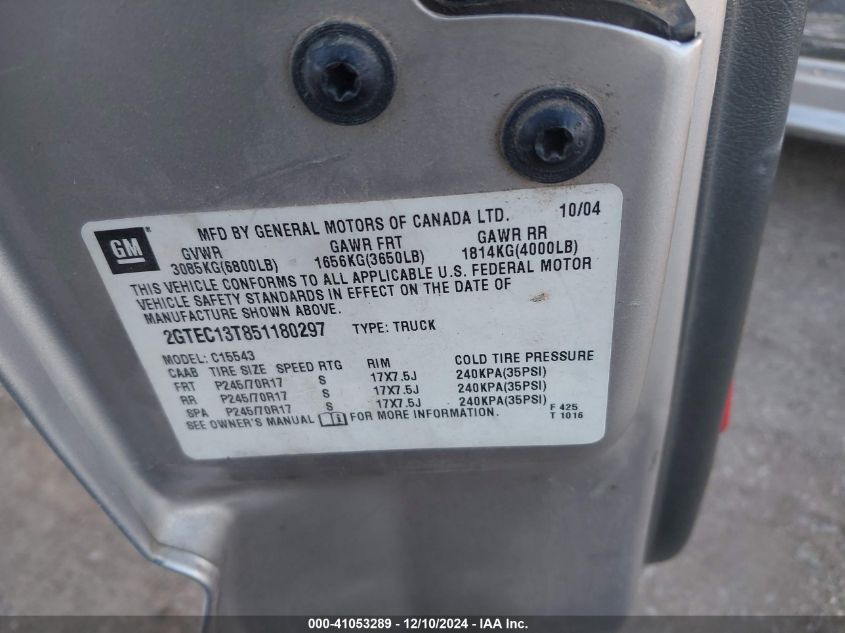 GM
MFD BY GENERAL MOTORS OF CANADA LTD. 10/04
GVWR GAWR FRT GAWR RR
3085KG(6800LB) 1656KG(3650LB) 1814KG(4000LB)
THIS VEHICLE CONFORMS TO ALL APPLICABLE U.S. FEDERAL MOTOR
VEHICLE SAFETY STANDARDS IN EFFECT ON THE DATE OF
MANUFACTURE SHOWN ABOVE.
2GTEC13T851180297 TYPE: TRUCK
MODEL: C15543
CAAB TIRE SIZE SPEED RTG RIM COLD TIRE PRESSURE
FRT P245/70R17 S 17X7.5J 240KPA(35PSI)
RR P245/70R17 S 17X7.5J 240KPA(35PSI)
SPA P245/70R17 S 17X7.5J 240KPA(35PSI)
SEE OWNER'S MANUAL FOR MORE INFORMATION.
F 425
T 1016
000-41053289 - 12/10/2024 - IAA Inc.